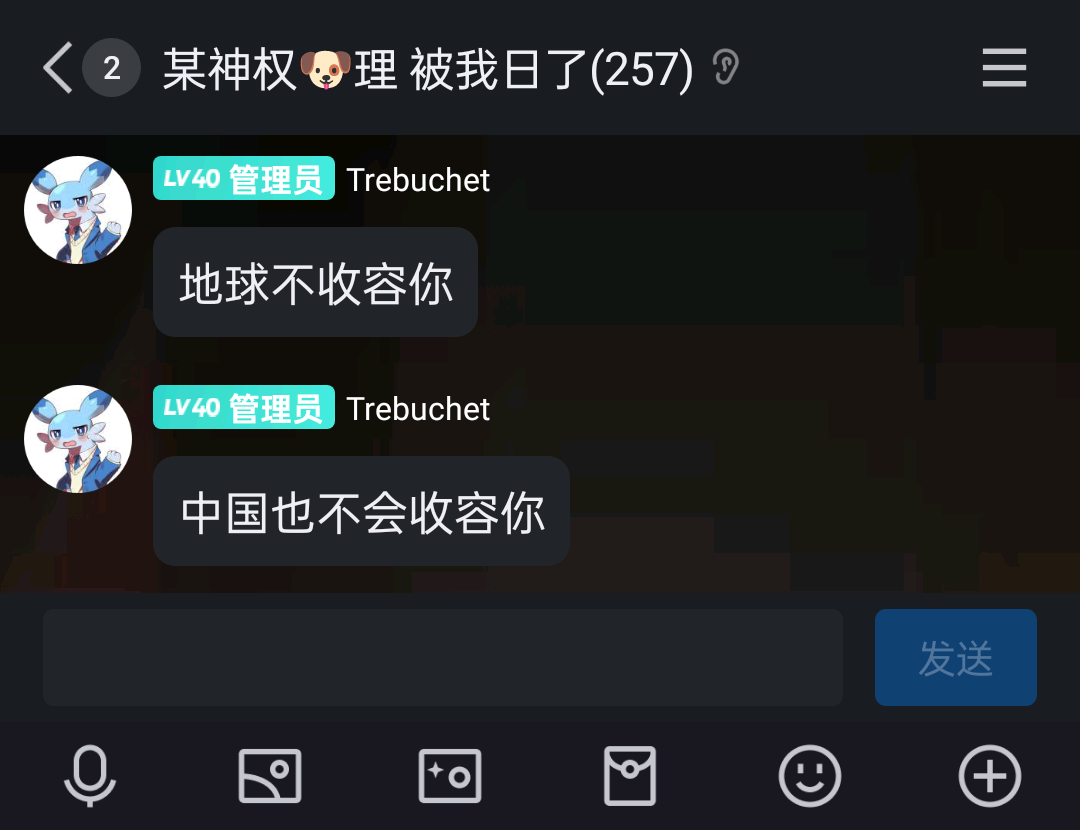 2 某神权🐶理 被我日了(257)
LV40 管理员 Trebuchet
地球不收容你
LV40 管理员 Trebuchet
中国也不会收容你
发送